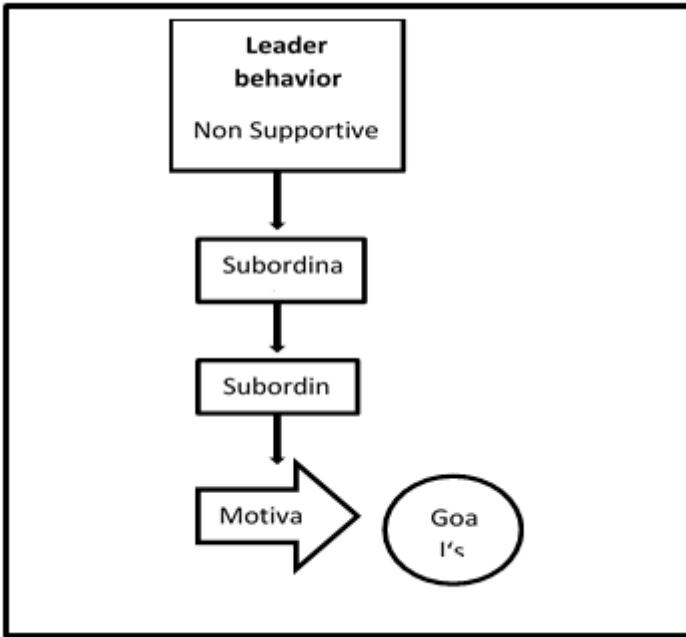 Leader
behavior
Non Supportive
Subordina
Subordin
Motiva
Goa
l‘s